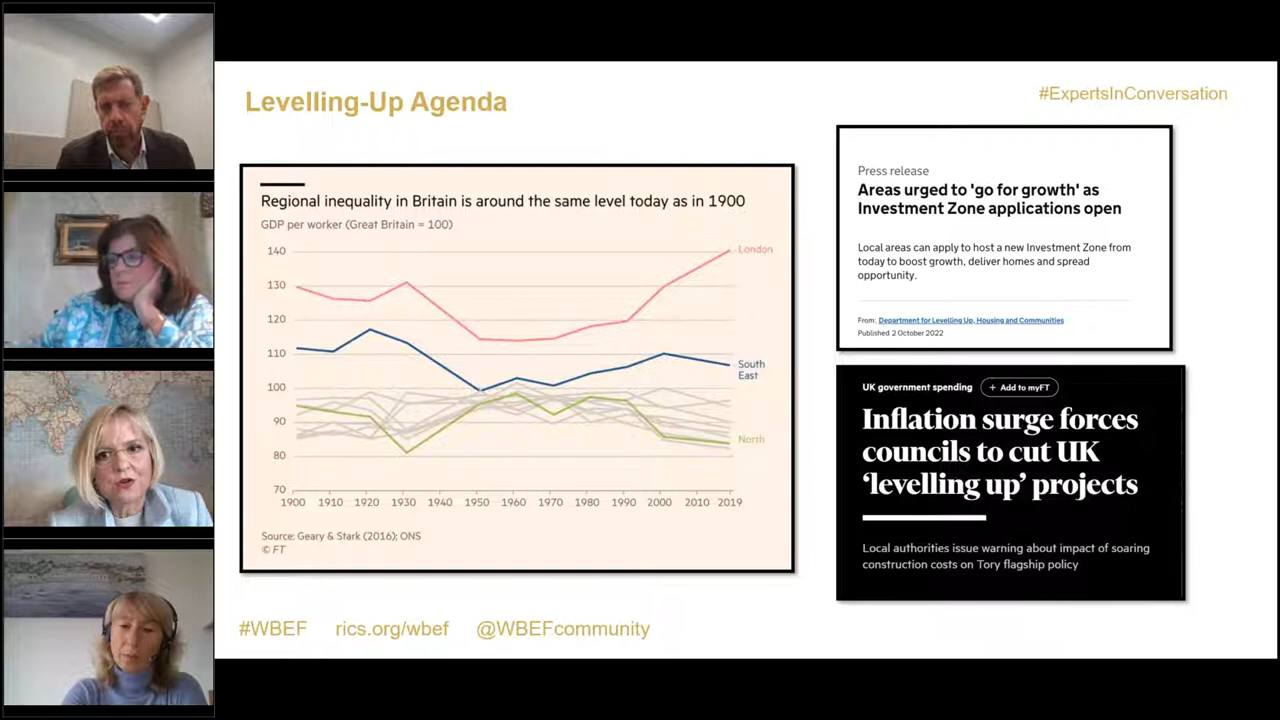 Levelling-Up Agenda
#ExpertsInConversation
Regional inequality in Britain is around the same level today as in 1900
GDP per worker (Great Britain = 100)
140
130
120
110
100
90
80
70
London
South
East
North
1900 1910 1920 1930 1940 1950 1960 1970 1980 1990 2000 2010 2019
Source: Geary & Stark (2016); ONS
© FT
Press release
Areas urged to 'go for growth' as
Investment Zone applications open
Local areas can apply to host a new Investment Zone from
today to boost growth, deliver homes and spread
opportunity.
From: Department for Levelling Up, Housing and Communities
Published 2 October 2022
UK government spending + Add to myFT
Inflation surge forces
councils to cut UK
‘levelling up’ projects
Local authorities issue warning about impact of soaring
construction costs on Tory flagship policy
#WBEF rics.org/wbef @WBEFcommunity